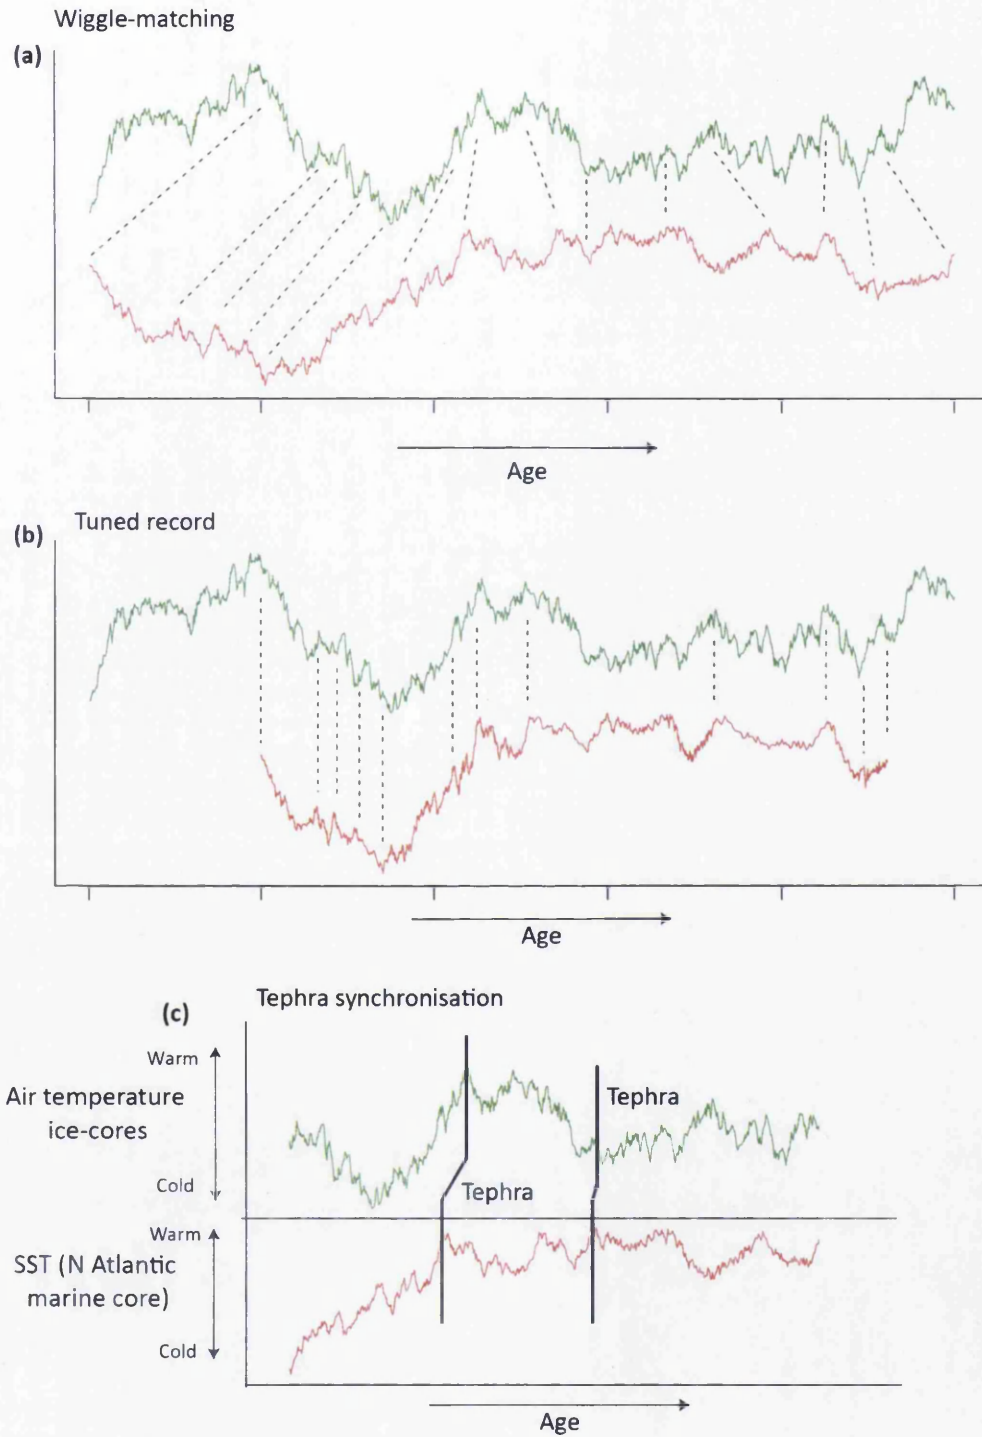 Wiggle-matching
(a)
Age
Tuned record
(b)
Age
Tephra synchronisation
(c)
Warm
Air temperature
ice-cores
Tephra
Cold
Tephra
Warm
SST (N Atlantic
marine core)
Cold
Age